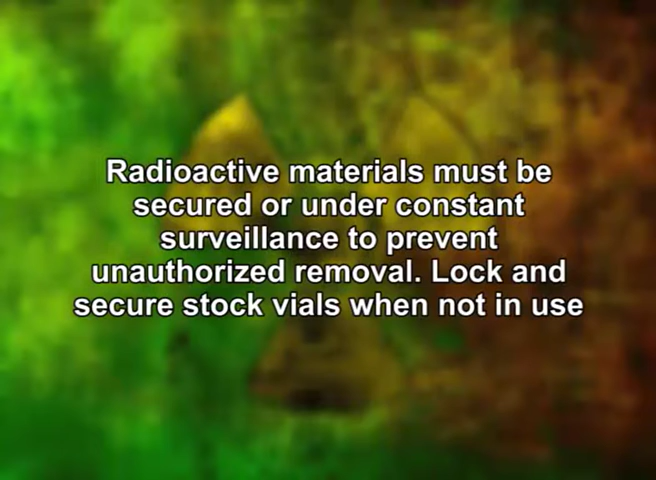 Radioactive materials must be
secured or under constant
surveillance to prevent
unauthorized removal. Lock and
secure stock vials when not in use